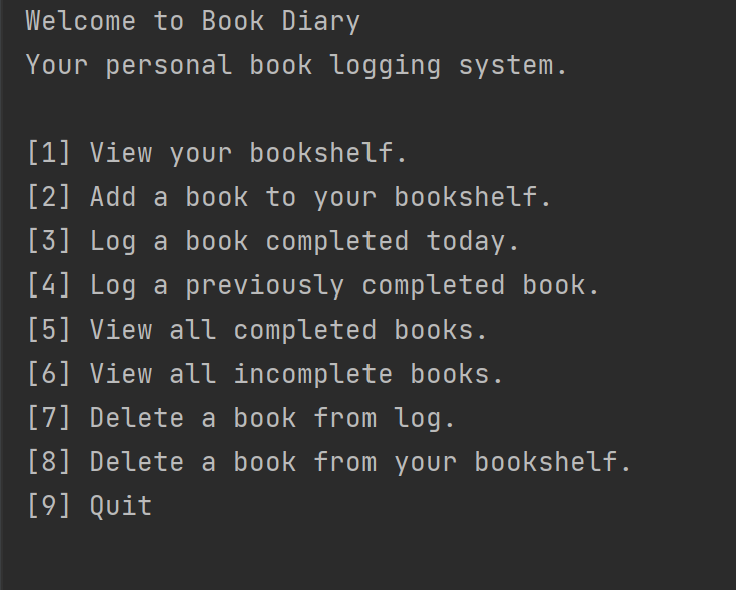 Welcome to Book Diary
Your personal book logging system.
[1] View your bookshelf.
[2] Add a book to your bookshelf.
[3] Log a book completed today.
[4] Log a previously completed book.
[5] View all completed books.
[6] View all incomplete books.
[7] Delete a book from log.
[8] Delete a book from your bookshelf.
[9] Quit